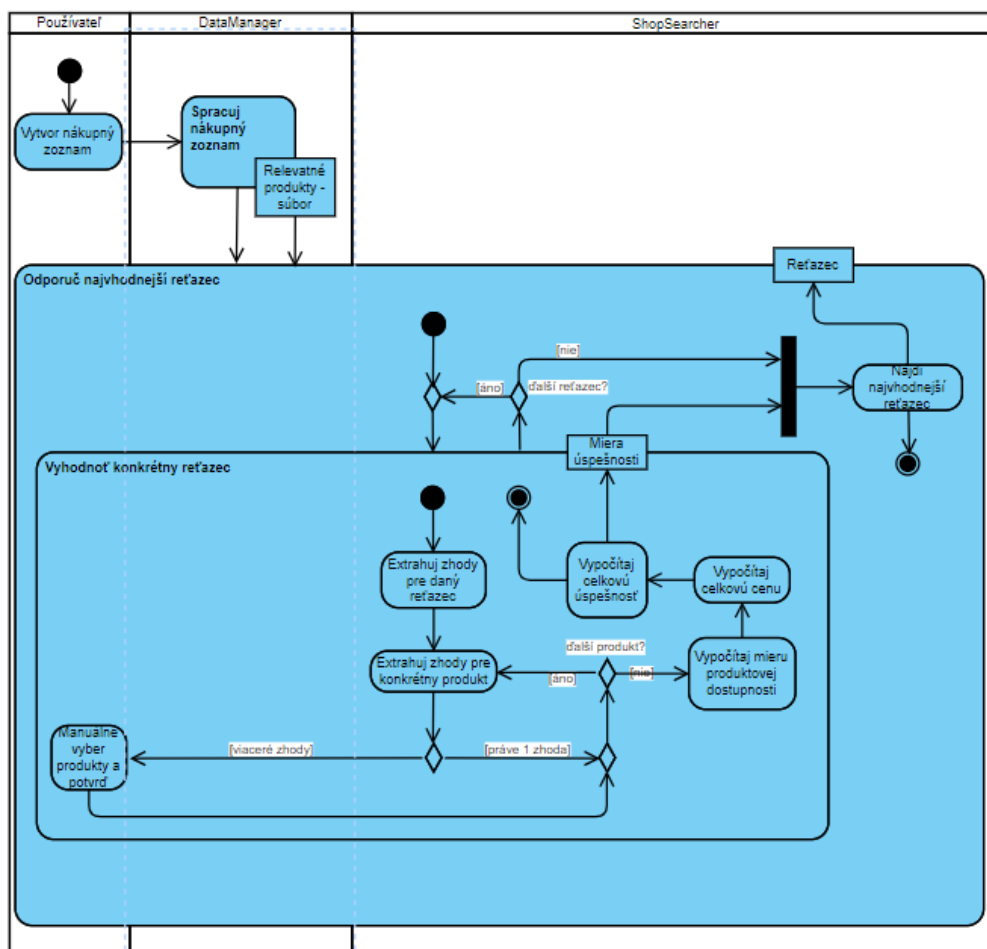 Používateľ
DataManager
ShopSearcher
Vytvor nákupný
zoznam
Spracuj
nákupný
zoznam
Relevatné
produkty -
súbor
Odporuč najvhodnejší reťazec
Reťazec
[nie]
[áno]
ďalší reťazec?
Najdi
najvhodnejší
reťazec
Vyhodnoť konkrétny reťazec
Miera
úspešnosti
Extrahuj zhody
pre daný
reťazec
Vypočítaj
celkovú
úspešnosť
Vypočítaj
celkovú cenu
Extrahuj zhody pre
konkrétny produkt
ďalší produkt?
[áno]
[nie]
Vypočítaj mieru
produktovej
dostupnosti
Manuálne
vyber
produkty a
potvrď
[viaceré zhody]
[práve 1 zhoda]